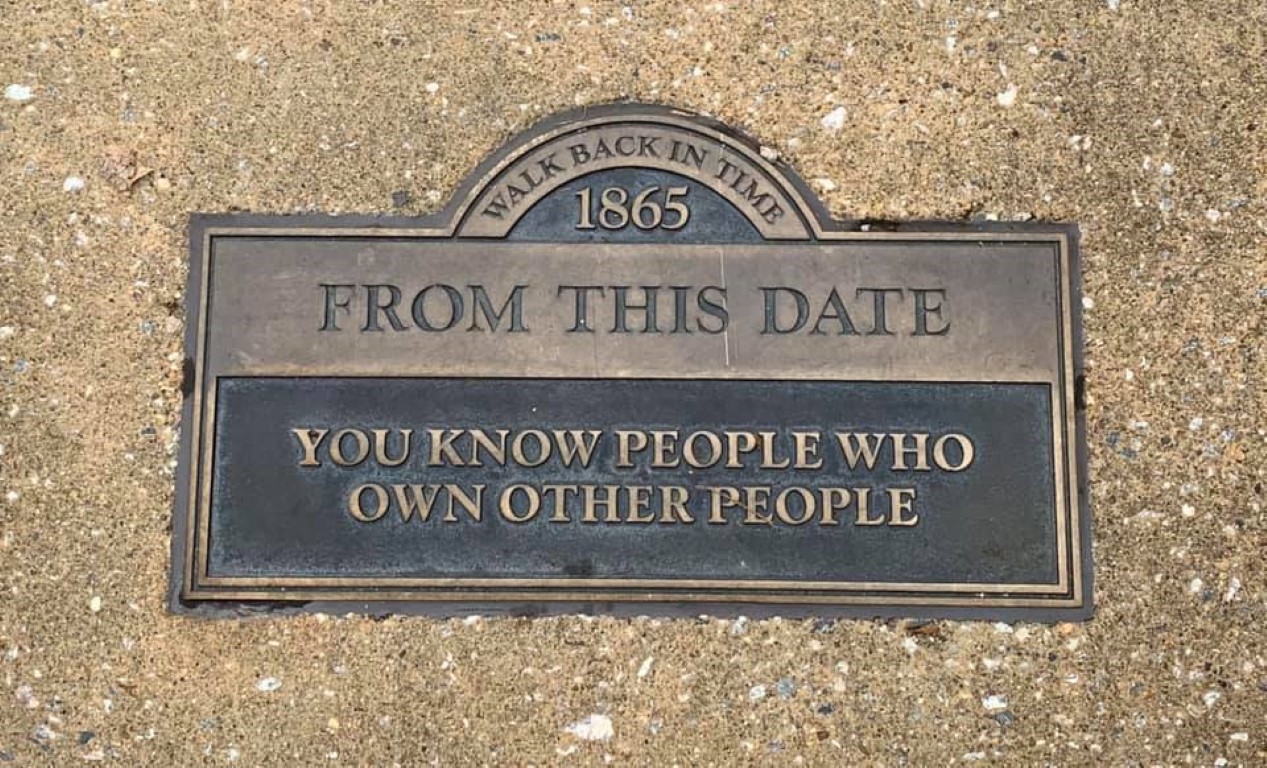 WALK BACK IN TIME
1865
FROM THIS DATE
YOU KNOW PEOPLE WHO
OWN OTHER PEOPLE